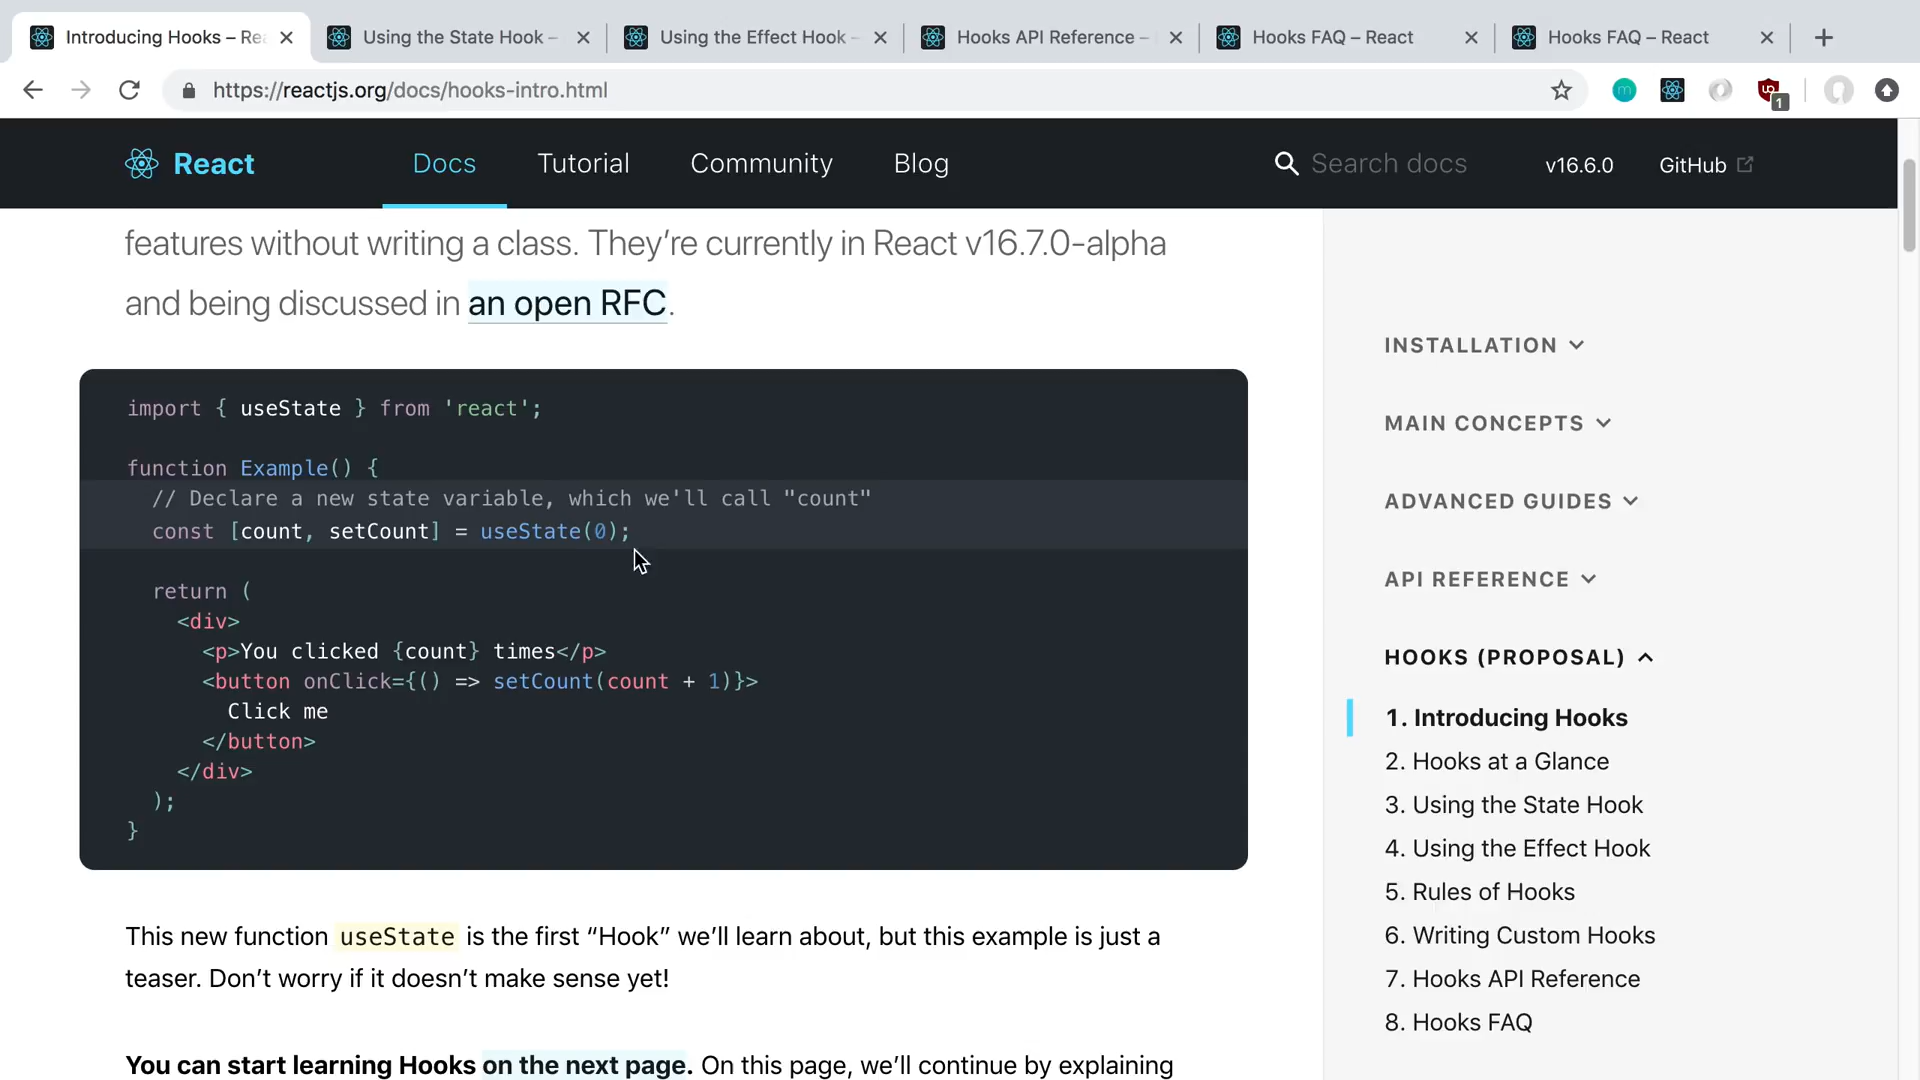 Introducing Hooks – Rea
Using the State Hook –
Using the Effect Hook –
Hooks API Reference –
Hooks FAQ – React
Hooks FAQ – React
https://reactjs.org/docs/hooks-intro.html
1
React
Docs
Tutorial
Community
Blog
Search docs
v16.6.0
GitHub
features without writing a class. They’re currently in React v16.7.0-alpha
and being discussed in an open RFC.
import { useState } from 'react';
function Example() {
// Declare a new state variable, which we'll call "count"
const [count, setCount] = useState(0);
return (
<div>
<p>You clicked {count} times</p>
<button onClick={() => setCount(count + 1)}>
Click me
</button>
</div>
);
}
This new function useState is the first “Hook” we’ll learn about, but this example is just a
teaser. Don’t worry if it doesn’t make sense yet!
You can start learning Hooks on the next page. On this page, we’ll continue by explaining
INSTALLATION
MAIN CONCEPTS
ADVANCED GUIDES
API REFERENCE
HOOKS (PROPOSAL)
1. Introducing Hooks
2. Hooks at a Glance
3. Using the State Hook
4. Using the Effect Hook
5. Rules of Hooks
6. Writing Custom Hooks
7. Hooks API Reference
8. Hooks FAQ